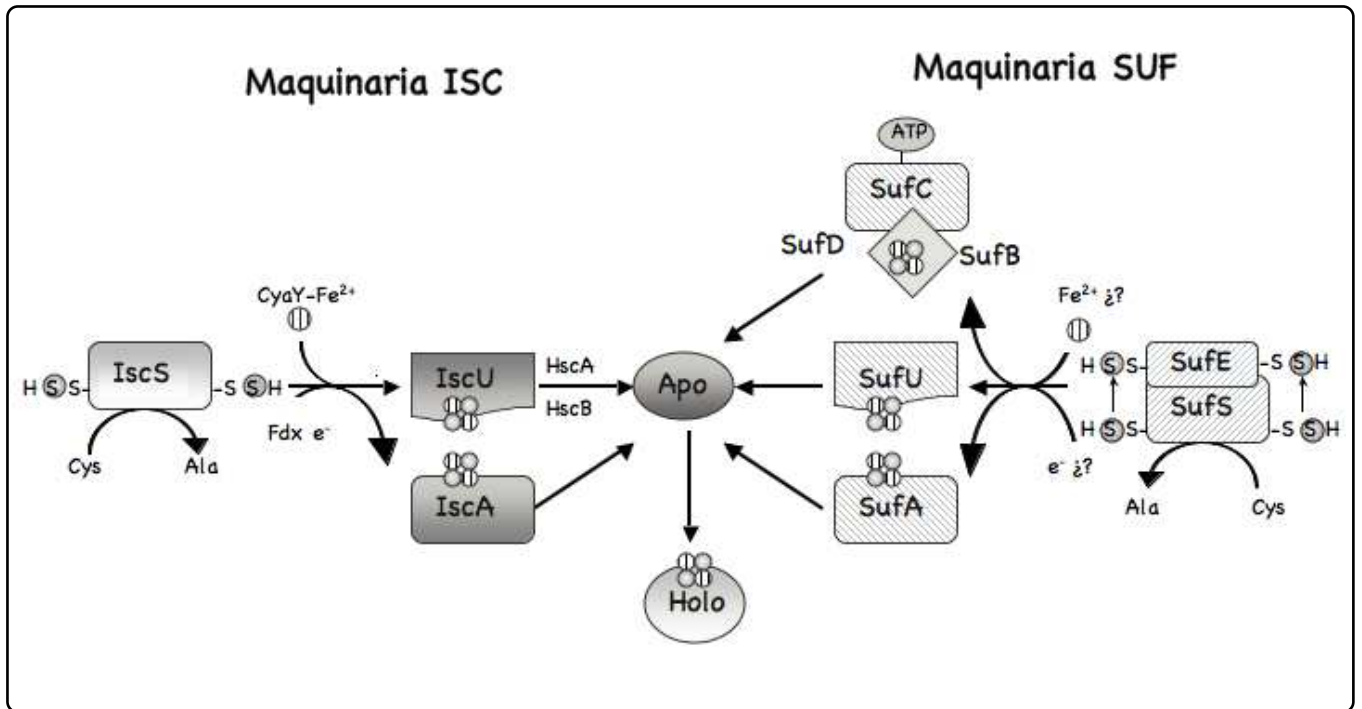 Maquinaria ISC
Maquinaria SUF
ATP
SufC
SufD
SufB
CyaY-Fe²⁺
Fe²⁺ ¿?
H S S-
IscS
-S S H
IscU
HscA
HscB
Apo
SufU
H S S-
SufE
-S S H
SufS
H S S-
-S S H
Fdx e⁻
e⁻ ¿?
Cys
Ala
IscA
SufA
Ala
Cys
Holo